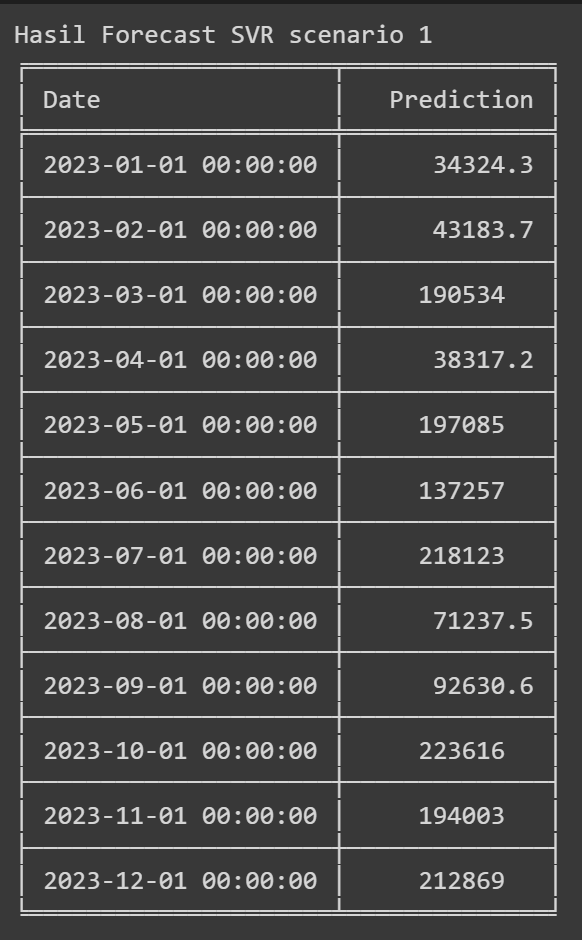 Hasil Forecast SVR scenario 1
Date Prediction
2023-01-01 00:00:00 34324.3
2023-02-01 00:00:00 43183.7
2023-03-01 00:00:00 190534
2023-04-01 00:00:00 38317.2
2023-05-01 00:00:00 197085
2023-06-01 00:00:00 137257
2023-07-01 00:00:00 218123
2023-08-01 00:00:00 71237.5
2023-09-01 00:00:00 92630.6
2023-10-01 00:00:00 223616
2023-11-01 00:00:00 194003
2023-12-01 00:00:00 212869